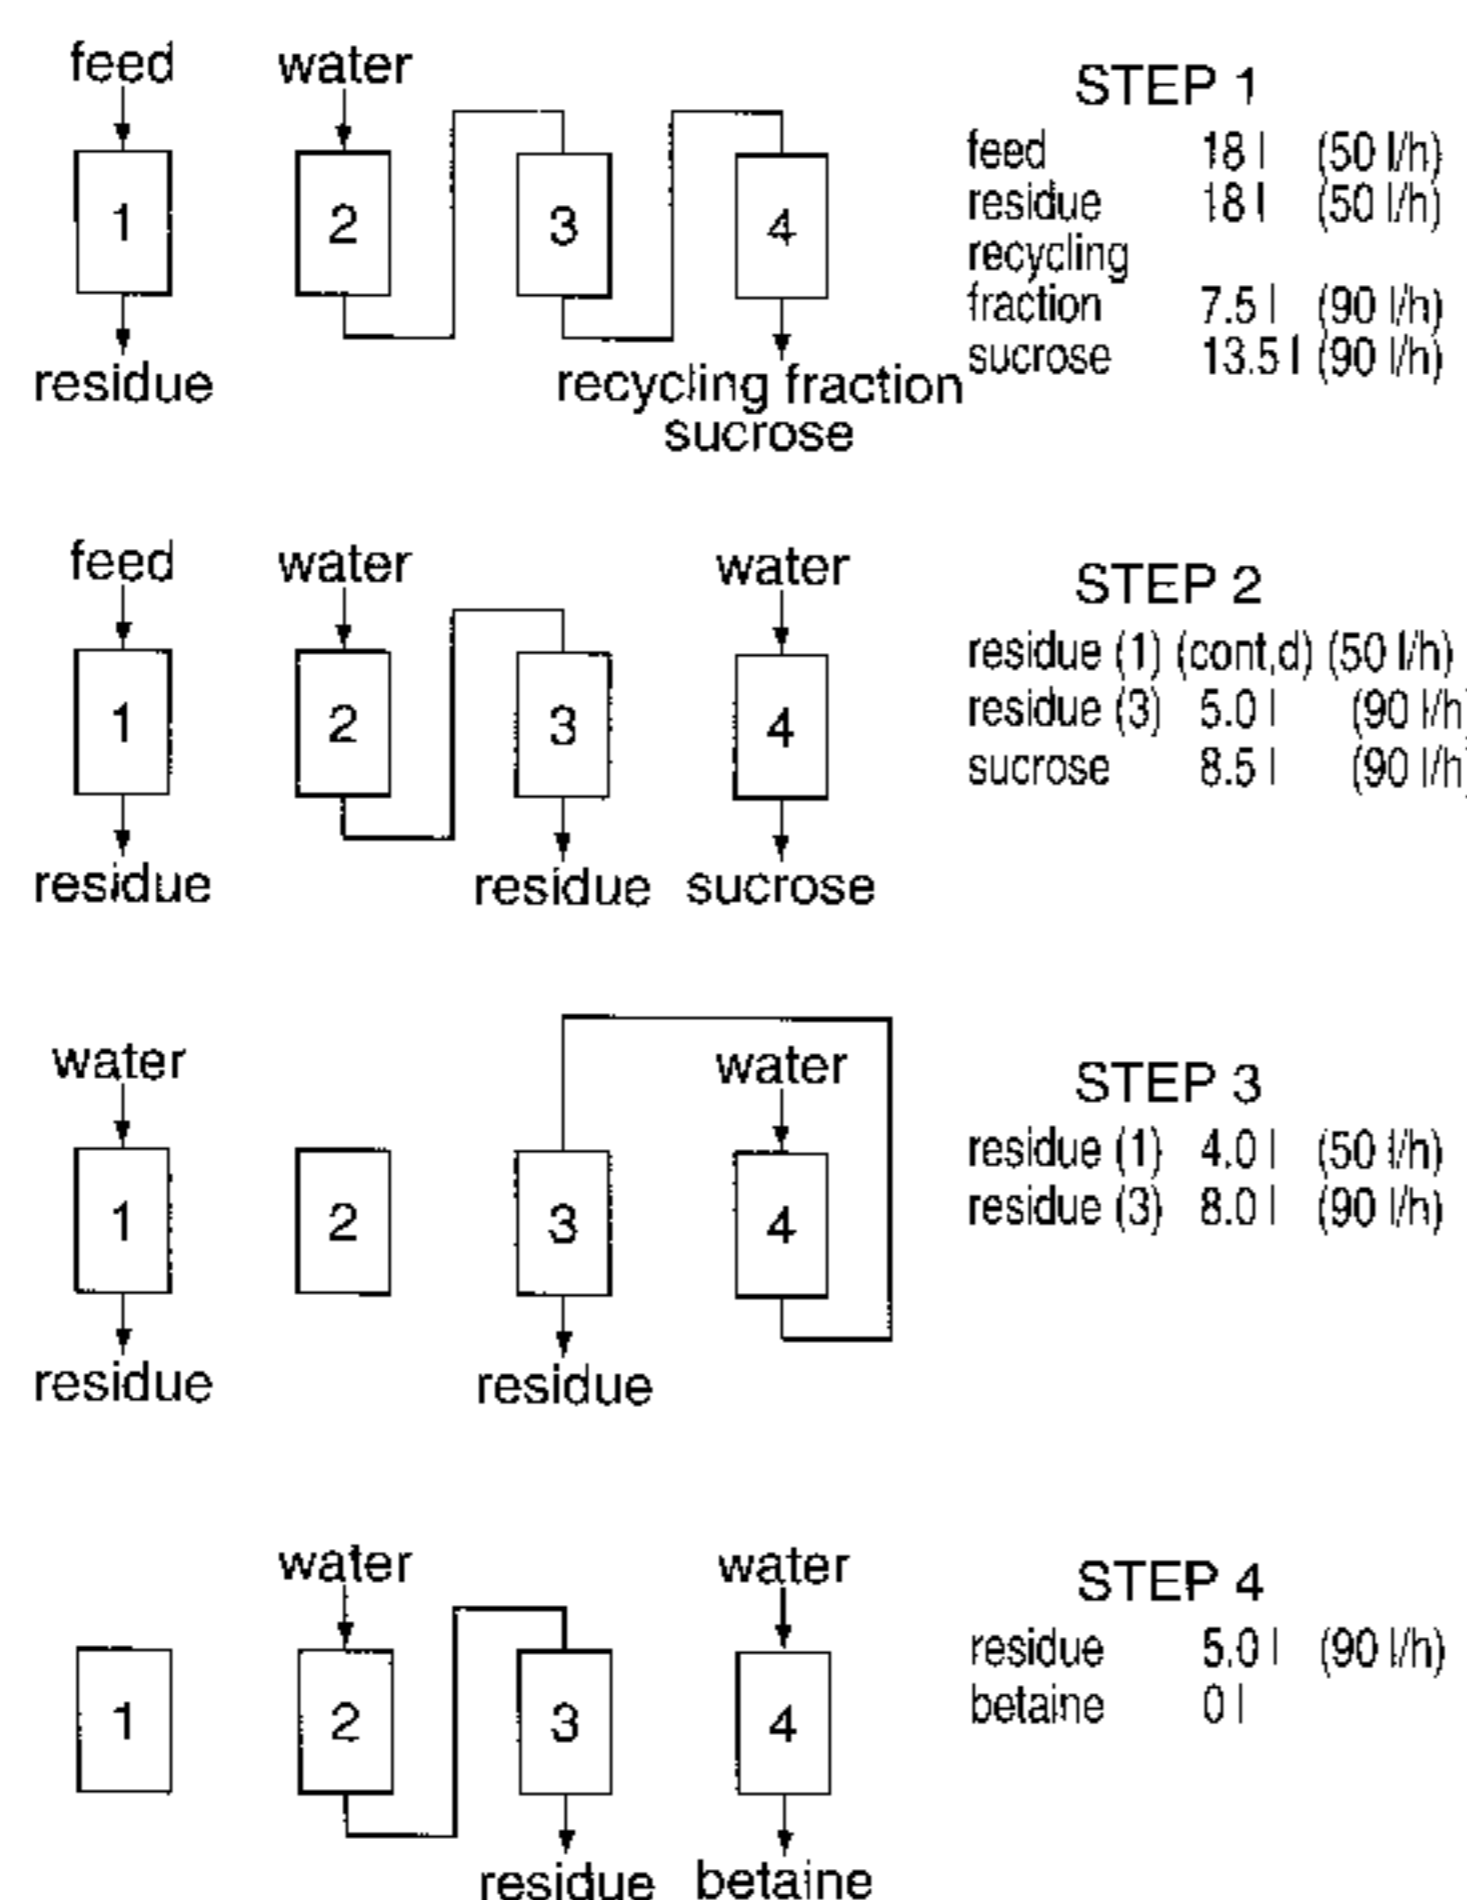 feed water STEP 1
feed 18 l (50 l/h)
residue 18 l (50 l/h)
1 2 3 4
recycling
fraction 7.5 l (90 l/h)
sucrose 13.5 l (90 l/h)
residue recycling fraction
sucrose
feed water water STEP 2
residue (1) (cont,d) (50 l/h)
residue (3) 5.0 l (90 l/h
1 2 3 4
sucrose 8.5 l (90 l/h
residue residue sucrose
water water STEP 3
residue (1) 4.0 l (50 l/h)
residue (3) 8.0 l (90 l/h)
1 2 3 4
residue residue
water water STEP 4
residue 5.0 l (90 l/h)
betaine 0 l
1 2 3 4
residue betaine